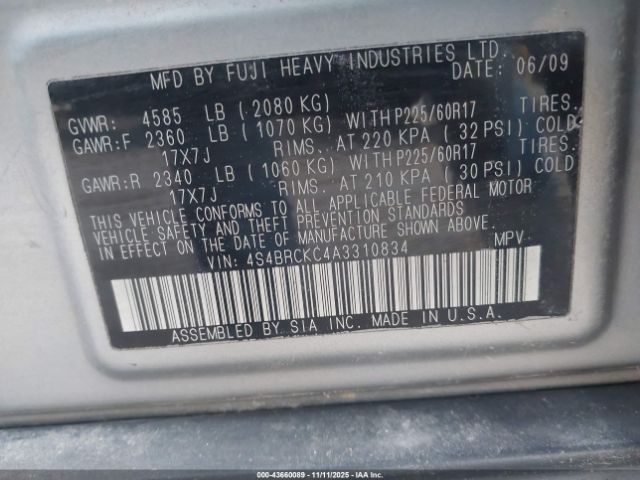 MFD BY FUJI HEAVY INDUSTRIES LTD.
DATE: 06/09
GVWR: 4585 LB (2080 KG)
GAWR:F 2360 LB (1070 KG) WITH P225/60R17 TIRES.
17X7J RIMS. AT 220 KPA (32 PSI) COLD
GAWR:R 2340 LB (1060 KG) WITH P225/60R17 TIRES.
17X7J RIMS. AT 210 KPA (30 PSI) COLD
THIS VEHICLE CONFORMS TO ALL APPLICABLE FEDERAL MOTOR
VEHICLE SAFETY AND THEFT PREVENTION STANDARDS
IN EFFECT ON THE DATE OF MANUFACTURE SHOWN ABOVE.
VIN: 4S4BRCKC4A3310834 MPV
ASSEMBLED BY SIA INC. MADE IN U.S.A.
000-43660089 - 11/11/2025 - IAA Inc.